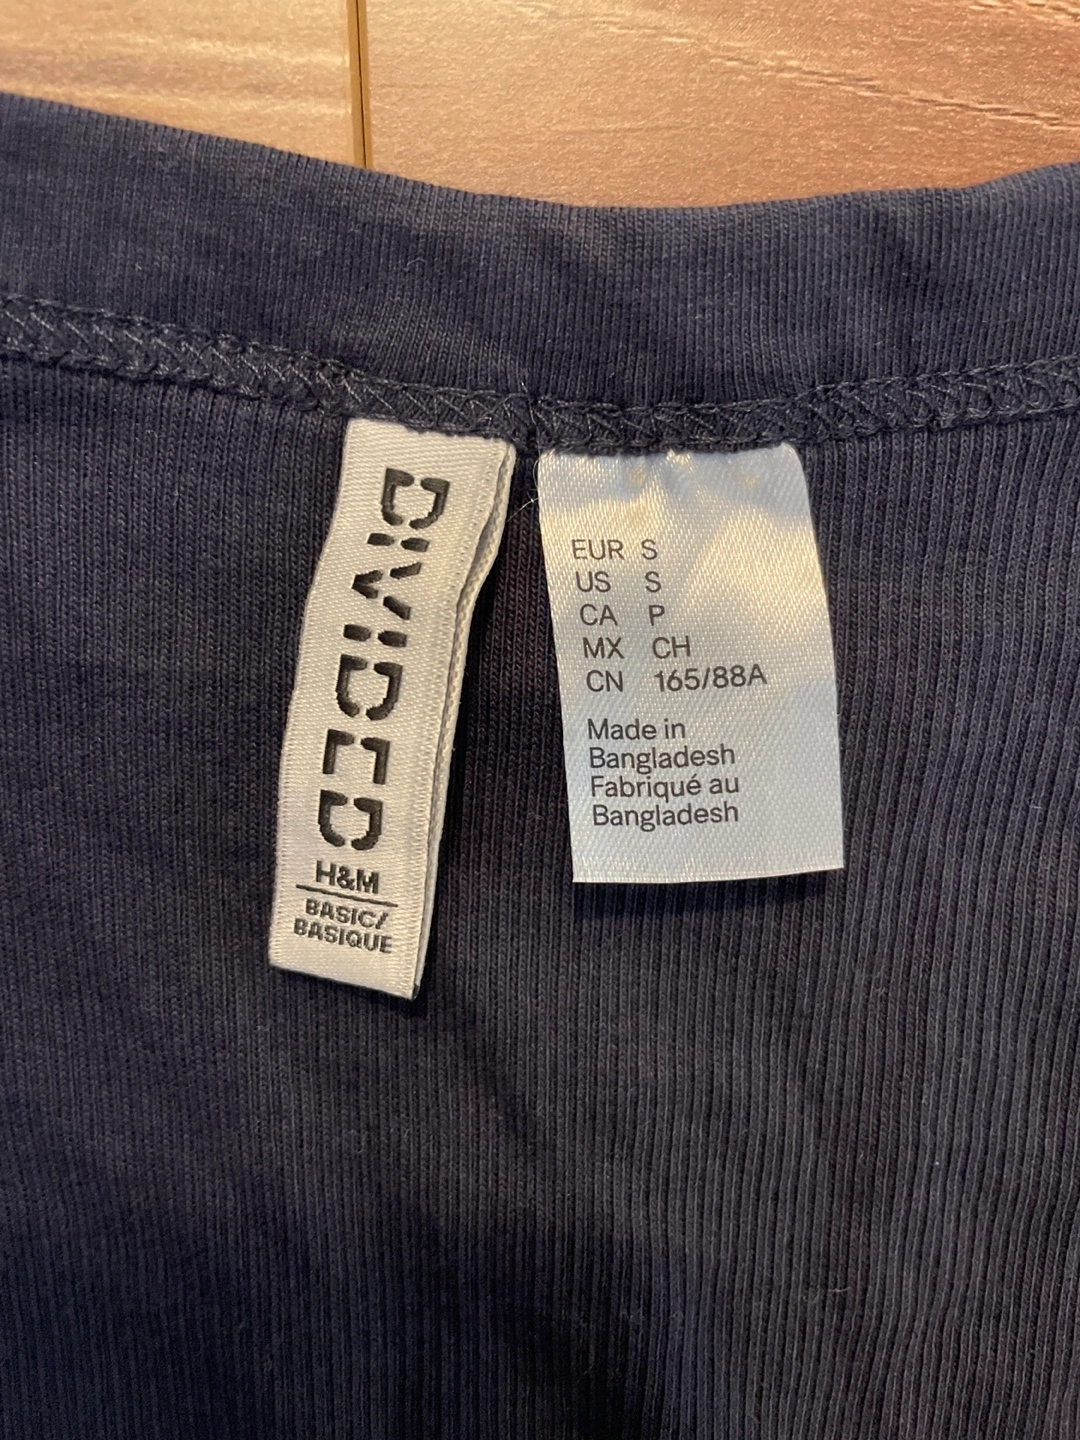 DIVIDED
H&M
BASIC/
BASIQUE
EUR S
US S
CA P
MX CH
CN 165/88A
Made in
Bangladesh
Fabriqué au
Bangladesh